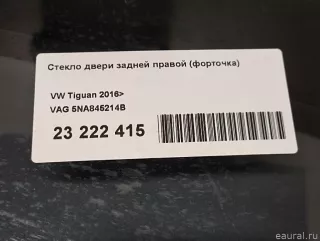 Стекло двери задней правой (форточка)
VW Tiguan 2016>
VAG 5NA845214B
23 222 415
eaural.ru